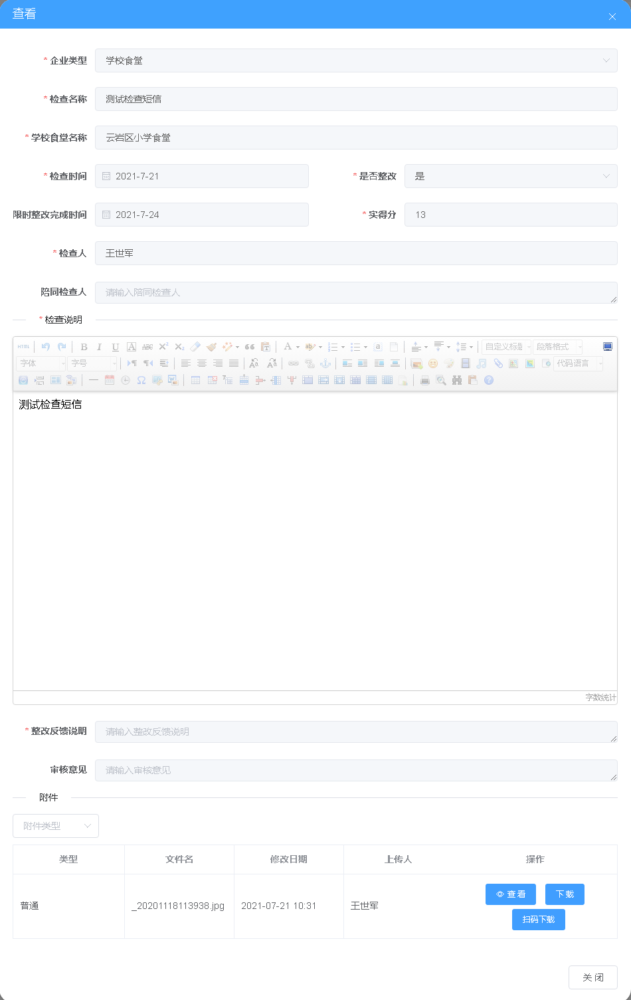 查看
* 企业类型 学校食堂
* 检查名称 测试检查短信
* 学校食堂名称 云岩区小学食堂
* 检查时间 2021-7-21 * 是否整改 是
限时整改完成时间 2021-7-24 * 实得分 13
* 检查人 王世军
陪同检查人 请输入陪同检查人
* 检查说明
HTML B I U A ABC X² X₂ A ab a 自定义标题 段落格式
字体 字号 代码语言
测试检查短信
字数统计
* 整改反馈说明 请输入整改反馈说明
审核意见 请输入审核意见
附件
附件类型
类型 文件名 修改日期 上传人 操作
普通 _20201118113938.jpg 2021-07-21 10:31 王世军 查看 下载
扫码下载
关闭